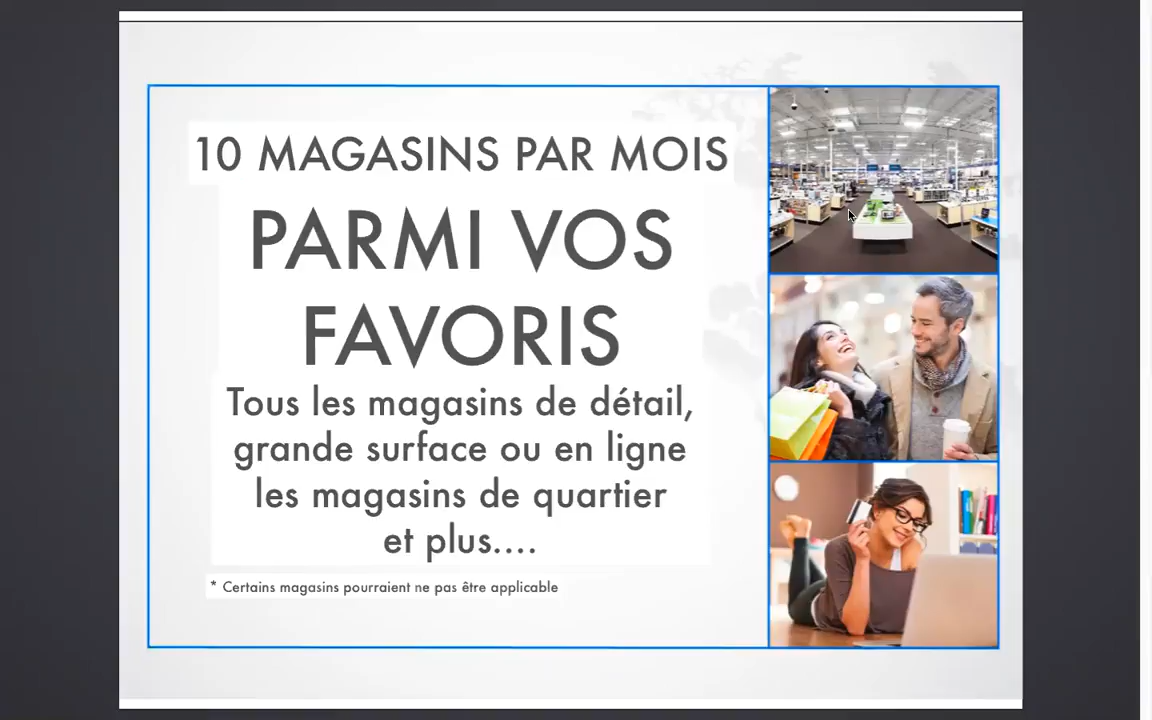 10 MAGASINS PAR MOIS
PARMI VOS
FAVORIS
Tous les magasins de détail,
grande surface ou en ligne
les magasins de quartier
et plus....
* Certains magasins pourraient ne pas être applicable